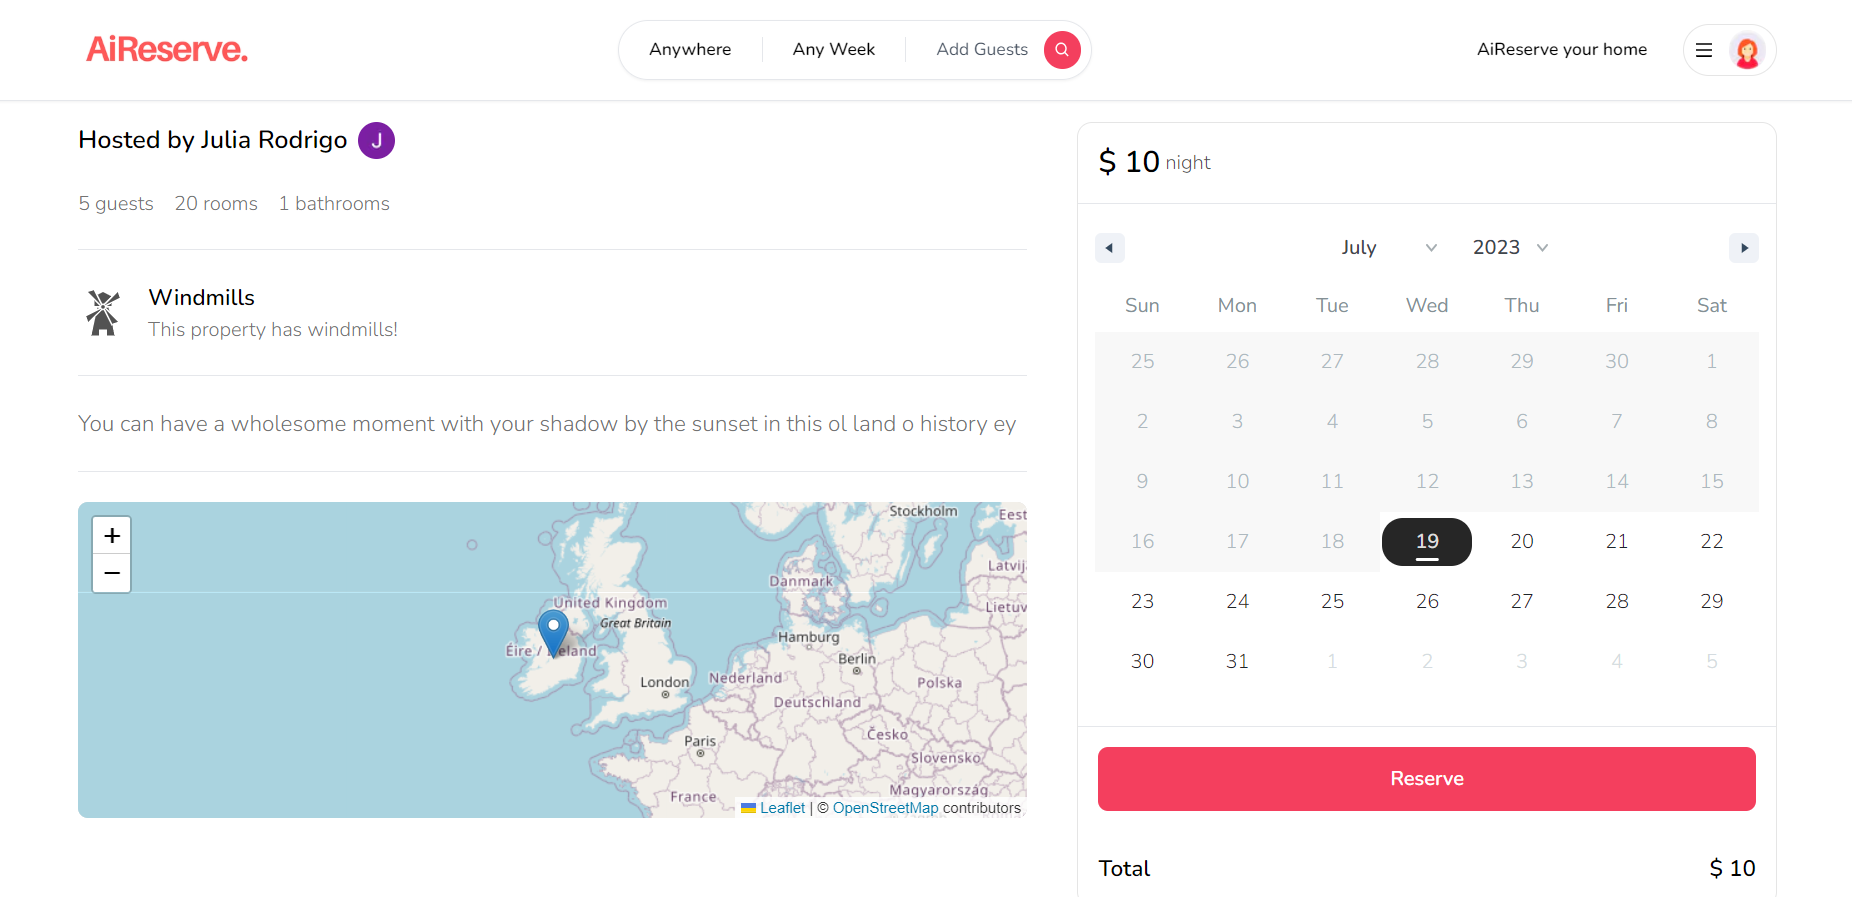 AiReserve.
Anywhere
Any Week
Add Guests
AiReserve your home
Hosted by Julia Rodrigo J
5 guests 20 rooms 1 bathrooms
Windmills
This property has windmills!
You can have a wholesome moment with your shadow by the sunset in this ol land o history ey
+
−
Stockholm
Eest
Latvij
Danmark
United Kingdom
Lietuv
Great Britain
Hamburg
Éire / Ireland
Berlin
London
Nederland
Polska
Deutschland
Česko
Paris
Slovensko
Magyarország
France
Leaflet | © OpenStreetMap contributors
$ 10 night
July 2023
Sun Mon Tue Wed Thu Fri Sat
25 26 27 28 29 30 1
2 3 4 5 6 7 8
9 10 11 12 13 14 15
16 17 18 19 20 21 22
23 24 25 26 27 28 29
30 31 1 2 3 4 5
Reserve
Total $ 10